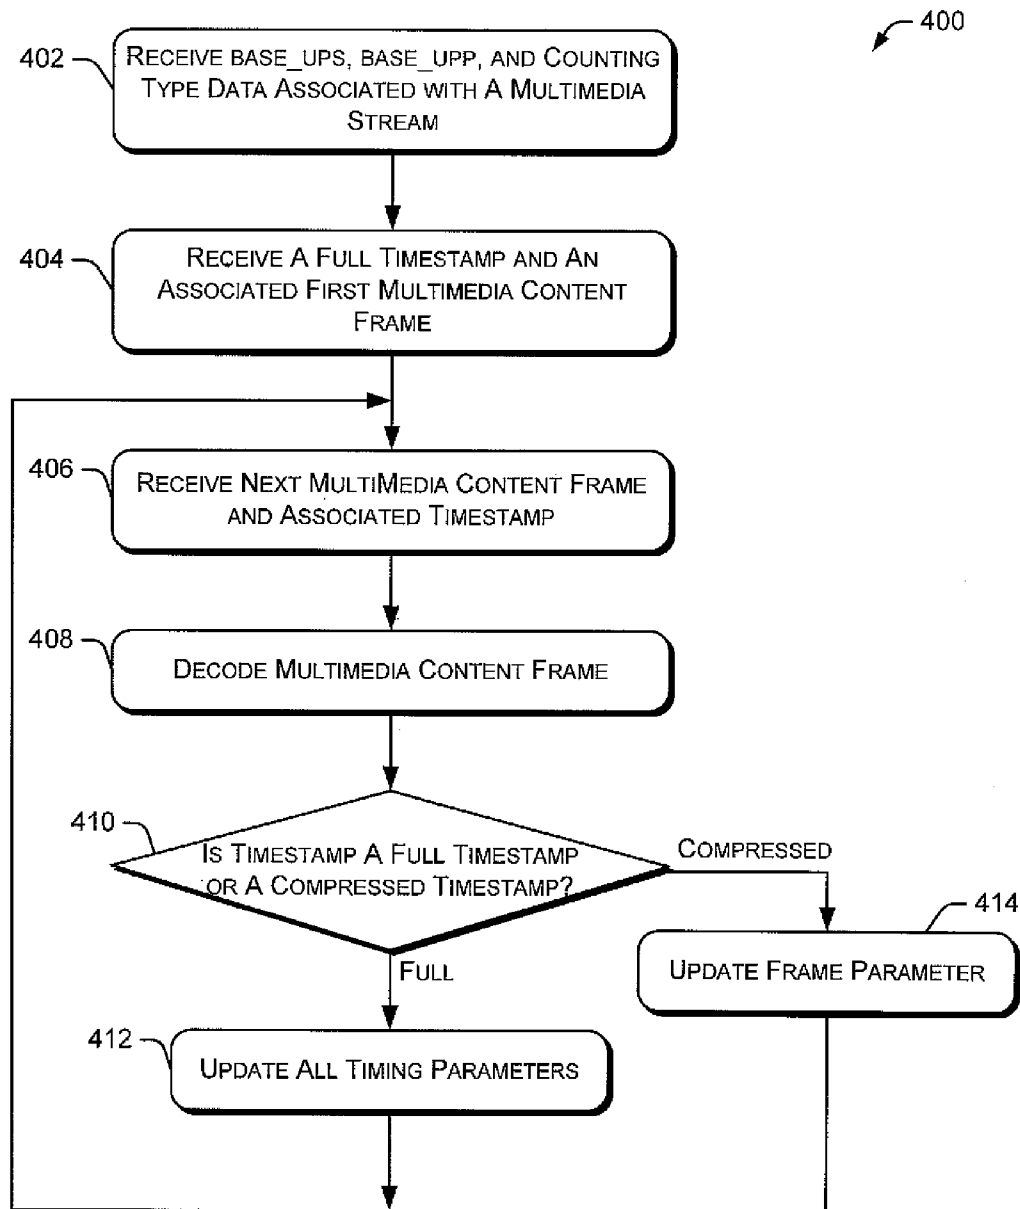 400
402
RECEIVE BASE_UPS, BASE_UPP, AND COUNTING
TYPE DATA ASSOCIATED WITH A MULTIMEDIA
STREAM
404
RECEIVE A FULL TIMESTAMP AND AN
ASSOCIATED FIRST MULTIMEDIA CONTENT
FRAME
406
RECEIVE NEXT MULTIMEDIA CONTENT FRAME
AND ASSOCIATED TIMESTAMP
408
DECODE MULTIMEDIA CONTENT FRAME
410
IS TIMESTAMP A FULL TIMESTAMP
OR A COMPRESSED TIMESTAMP?
COMPRESSED
414
UPDATE FRAME PARAMETER
FULL
412
UPDATE ALL TIMING PARAMETERS